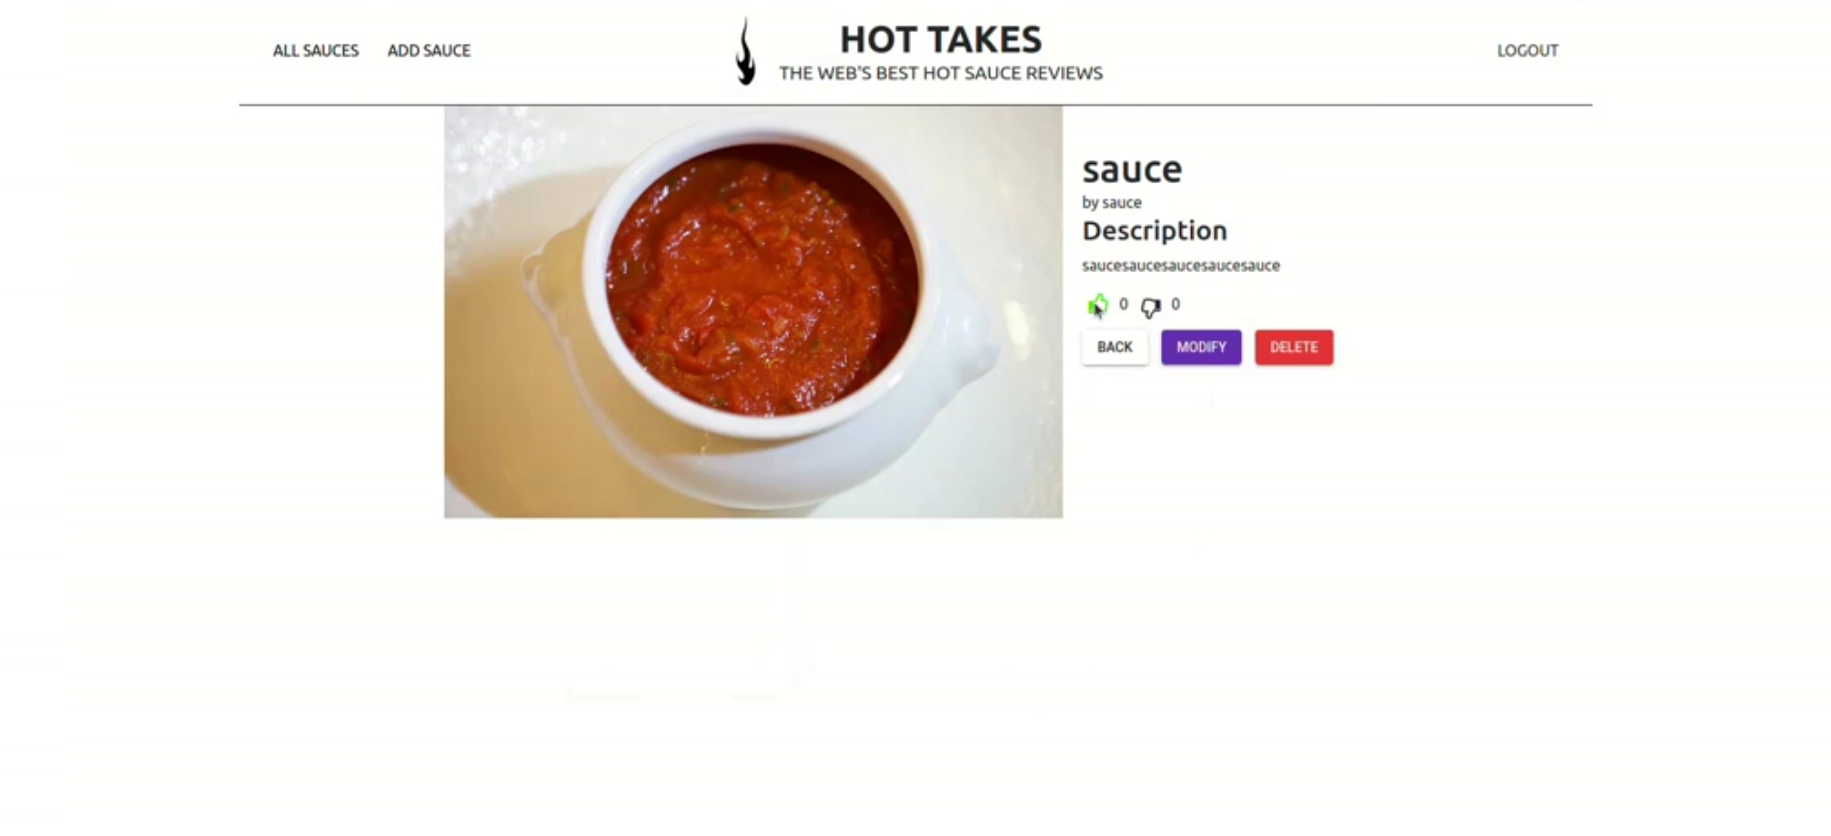 ALL SAUCES ADD SAUCE
HOT TAKES
THE WEB'S BEST HOT SAUCE REVIEWS
LOGOUT
sauce
by sauce
Description
saucesaucesaucesaucesauce
0 0
BACK MODIFY DELETE